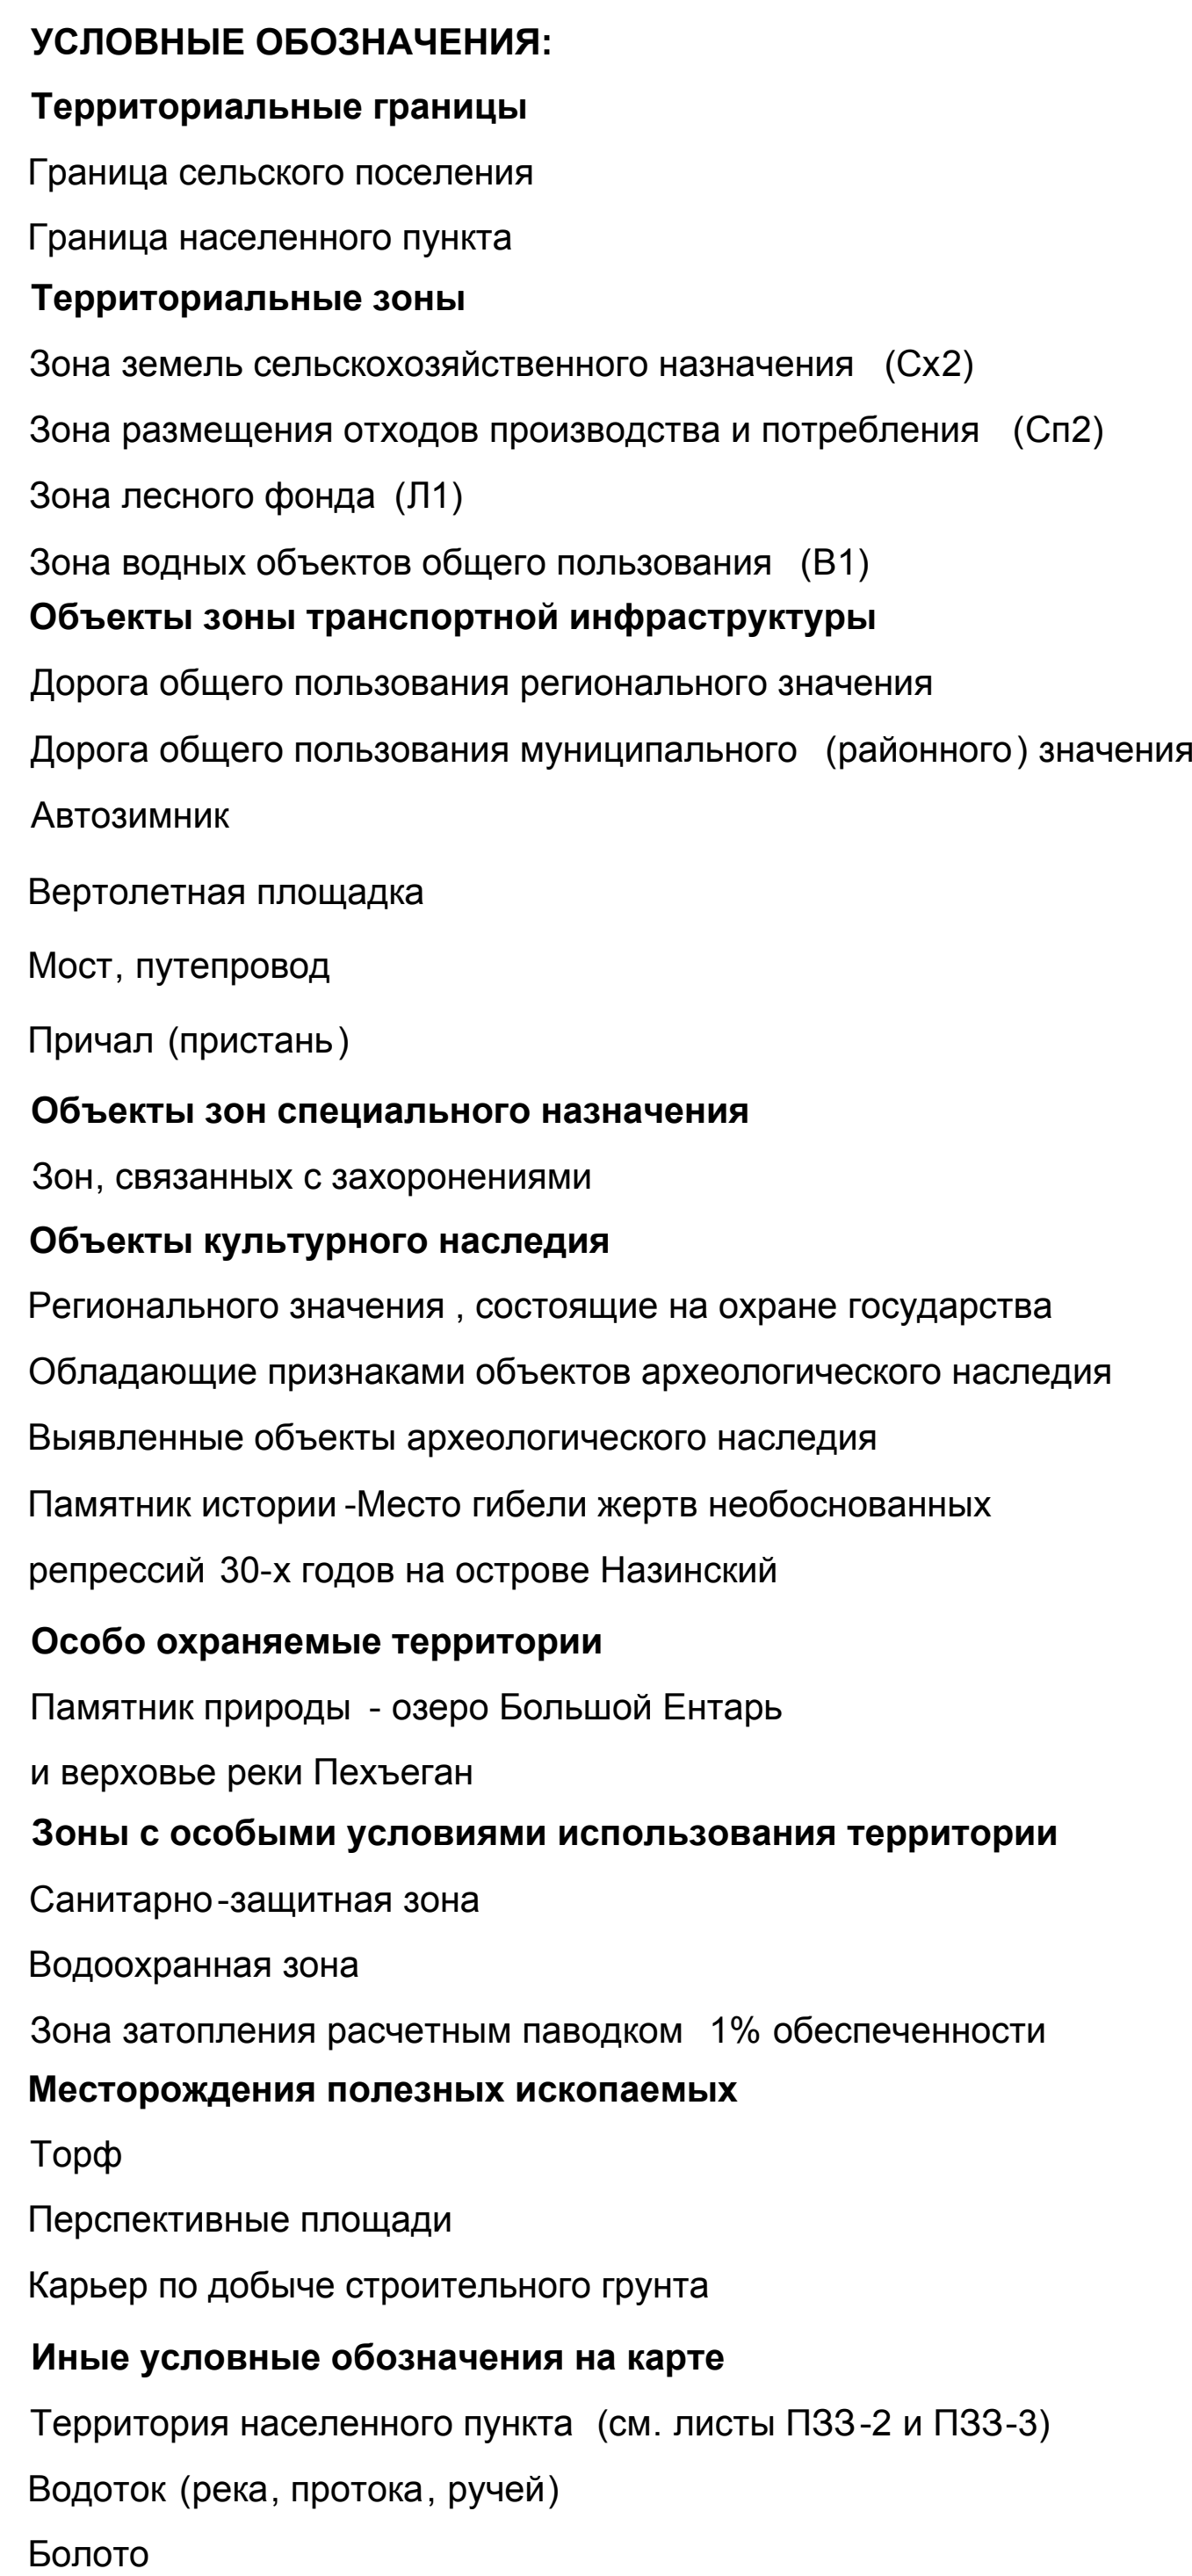 УСЛОВНЫЕ ОБОЗНАЧЕНИЯ:
Территориальные границы
Граница сельского поселения
Граница населенного пункта
Территориальные зоны
Зона земель сельскохозяйственного назначения (Сх2)
Зона размещения отходов производства и потребления (Сп2)
Зона лесного фонда (Л1)
Зона водных объектов общего пользования (В1)
Объекты зоны транспортной инфраструктуры
Дорога общего пользования регионального значения
Дорога общего пользования муниципального (районного) значения
Автозимник
Вертолетная площадка
Мост, путепровод
Причал (пристань)
Объекты зон специального назначения
Зон, связанных с захоронениями
Объекты культурного наследия
Регионального значения , состоящие на охране государства
Обладающие признаками объектов археологического наследия
Выявленные объекты археологического наследия
Памятник истории -Место гибели жертв необоснованных
репрессий 30-х годов на острове Назинский
Особо охраняемые территории
Памятник природы - озеро Большой Ентарь
и верховье реки Пехъеган
Зоны с особыми условиями использования территории
Санитарно-защитная зона
Водоохранная зона
Зона затопления расчетным паводком 1% обеспеченности
Месторождения полезных ископаемых
Торф
Перспективные площади
Карьер по добыче строительного грунта
Иные условные обозначения на карте
Территория населенного пункта (см. листы ПЗЗ-2 и ПЗЗ-3)
Водоток (река, протока, ручей)
Болото